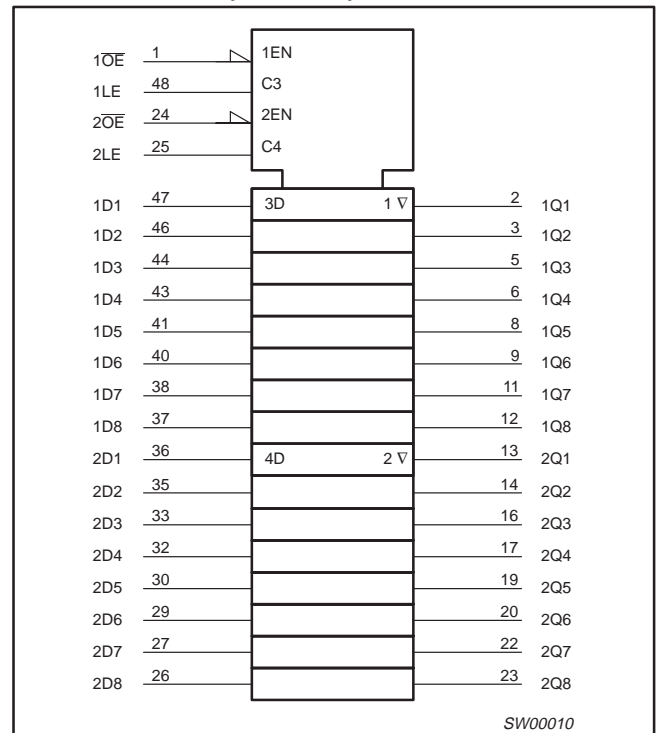 1O̅E̅ 1 1EN
1LE 48 C3
2O̅E̅ 24 2EN
2LE 25 C4
1D1 47 3D 1 ∇ 2 1Q1
1D2 46 3 1Q2
1D3 44 5 1Q3
1D4 43 6 1Q4
1D5 41 8 1Q5
1D6 40 9 1Q6
1D7 38 11 1Q7
1D8 37 12 1Q8
2D1 36 4D 2 ∇ 13 2Q1
2D2 35 14 2Q2
2D3 33 16 2Q3
2D4 32 17 2Q4
2D5 30 19 2Q5
2D6 29 20 2Q6
2D7 27 22 2Q7
2D8 26 23 2Q8
SW00010